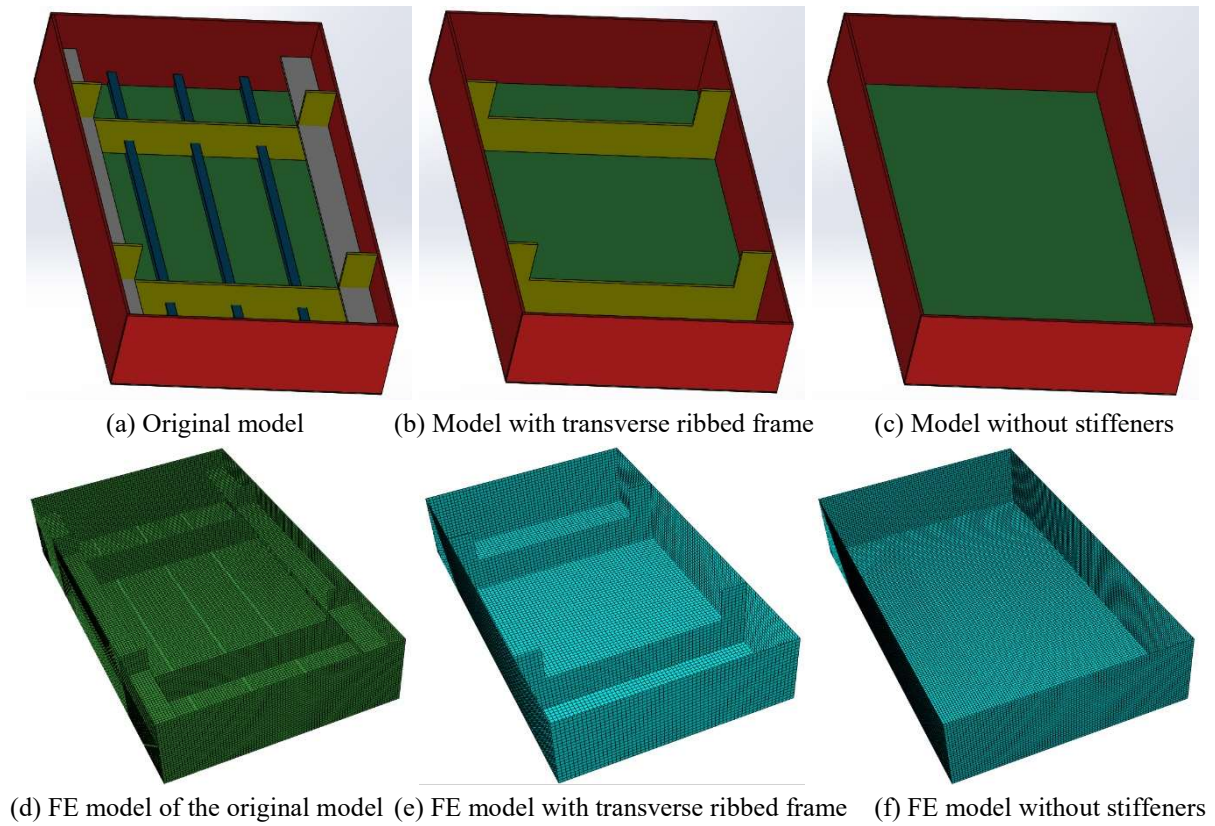 (a) Original model
(b) Model with transverse ribbed frame
(c) Model without stiffeners
(d) FE model of the original model
(e) FE model with transverse ribbed frame
(f) FE model without stiffeners